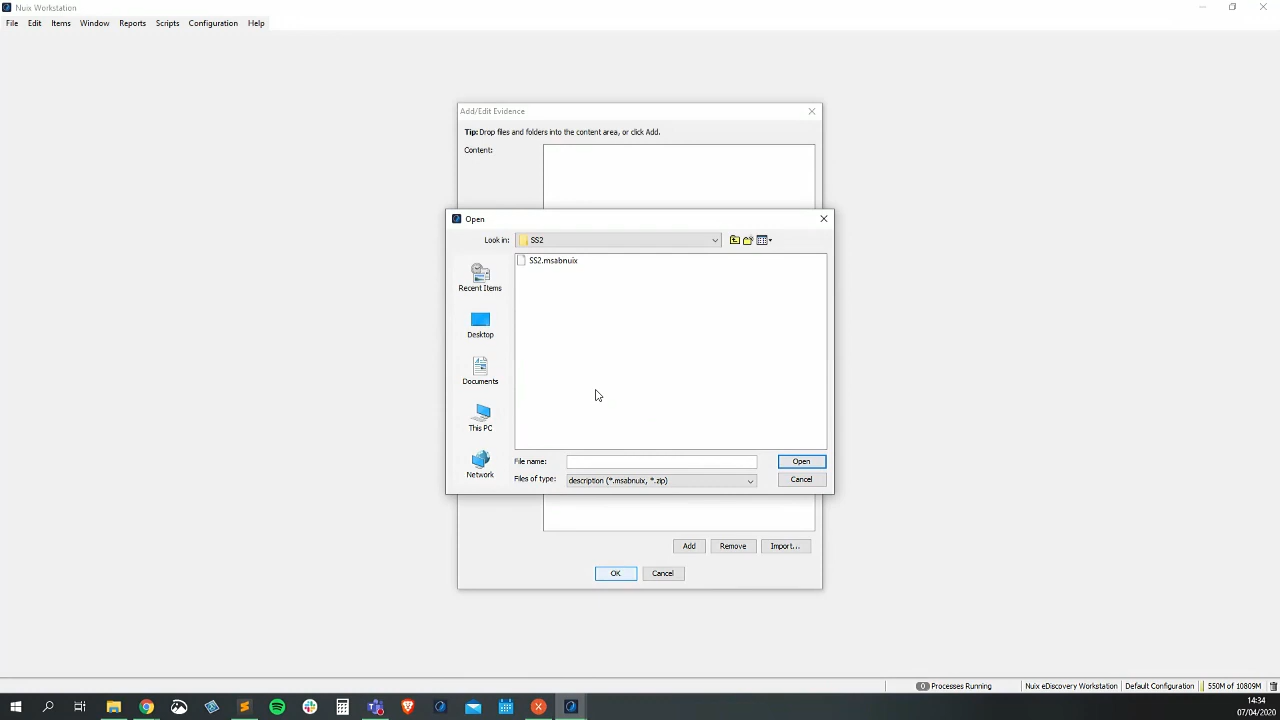 Nuix Workstation
File Edit Items Window Reports Scripts Configuration Help
Add/Edit Evidence
Tip: Drop files and folders into the content area, or click Add.
Content:
Open
Look in: SS2
SS2.msabnuix
Recent Items
Desktop
Documents
This PC
Network
File name: Open
Files of type: description (*.msabnuix, *.zip) Cancel
Add Remove Import...
OK Cancel
0 Processes Running Nuix eDiscovery Workstation Default Configuration 550M of 10809M
14:34
07/04/2020